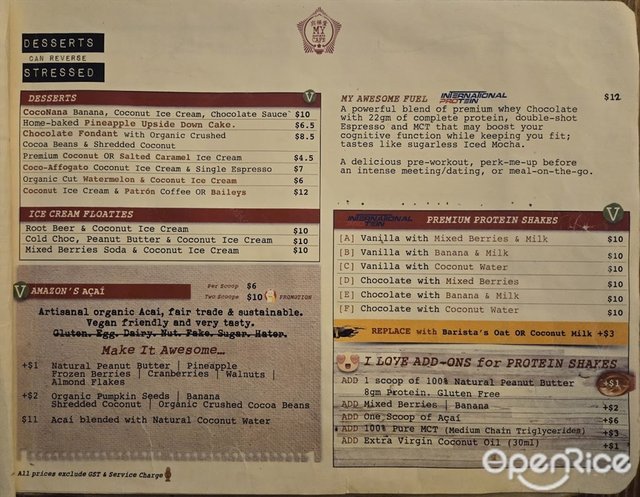 MY
AWESOME
CAFÉ
DESSERTS
CAN REVERSE
STRESSED
DESSERTS
V
CocoNana Banana, Coconut Ice Cream, Chocolate Sauce $10
Home-baked Pineapple Upside Down Cake. $6.5
Chocolate Fondant with Organic Crushed $8.5
Cocoa Beans & Shredded Coconut
Premium Coconut OR Salted Caramel Ice Cream $4.5
Coco-Affogato Coconut Ice Cream & Single Espresso $7
Organic Cut Watermelon & Coconut Ice Cream $6
Coconut Ice Cream & Patrón Coffee OR Baileys $12
ICE CREAM FLOATIES
Root Beer & Coconut Ice Cream $10
Cold Choc, Peanut Butter & Coconut Ice Cream $10
Mixed Berries Soda & Coconut Ice Cream $10
V AMAZON'S AÇAÍ
Per Scoop $6
Two Scoops $10 PROMOTION
Artisanal organic Acai, fair trade & sustainable.
Vegan friendly and very tasty.
Gluten. Egg. Dairy. Nut. Fake. Sugar. Hater.
Make It Awesome…
+$1 Natural Peanut Butter | Pineapple
Frozen Berries | Cranberries | Walnuts |
Almond Flakes
+$2 Organic Pumpkin Seeds | Banana
Shredded Coconut | Organic Crushed Cocoa Beans
$11 Acai blended with Natural Coconut Water
All prices exclude GST & Service Charge
MY AWESOME FUEL INTERNATIONAL PROTEIN $12
A powerful blend of premium whey Chocolate
with 22gm of complete protein, double-shot
Espresso and MCT that may boost your
cognitive function while keeping you fit;
tastes like sugarless Iced Mocha.
A delicious pre-workout, perk-me-up before
an intense meeting/dating, or meal-on-the-go.
INTERNATIONAL PREMIUM PROTEIN SHAKES V
[A] Vanilla with Mixed Berries & Milk $10
[B] Vanilla with Banana & Milk $10
[C] Vanilla with Coconut Water $10
[D] Chocolate with Mixed Berries $10
[E] Chocolate with Banana & Milk $10
[F] Chocolate with Coconut Water $10
REPLACE with Barista's Oat OR Coconut Milk +$3
I LOVE ADD-ONS for PROTEIN SHAKES
ADD 1 scoop of 100% Natural Peanut Butter +$1
8gm Protein. Gluten Free
ADD Mixed Berries | Banana +$2
ADD One Scoop of Açaí +$6
ADD 100% Pure MCT (Medium Chain Triglycerides) +$3
ADD Extra Virgin Coconut Oil (30ml) +$1
OpenRice